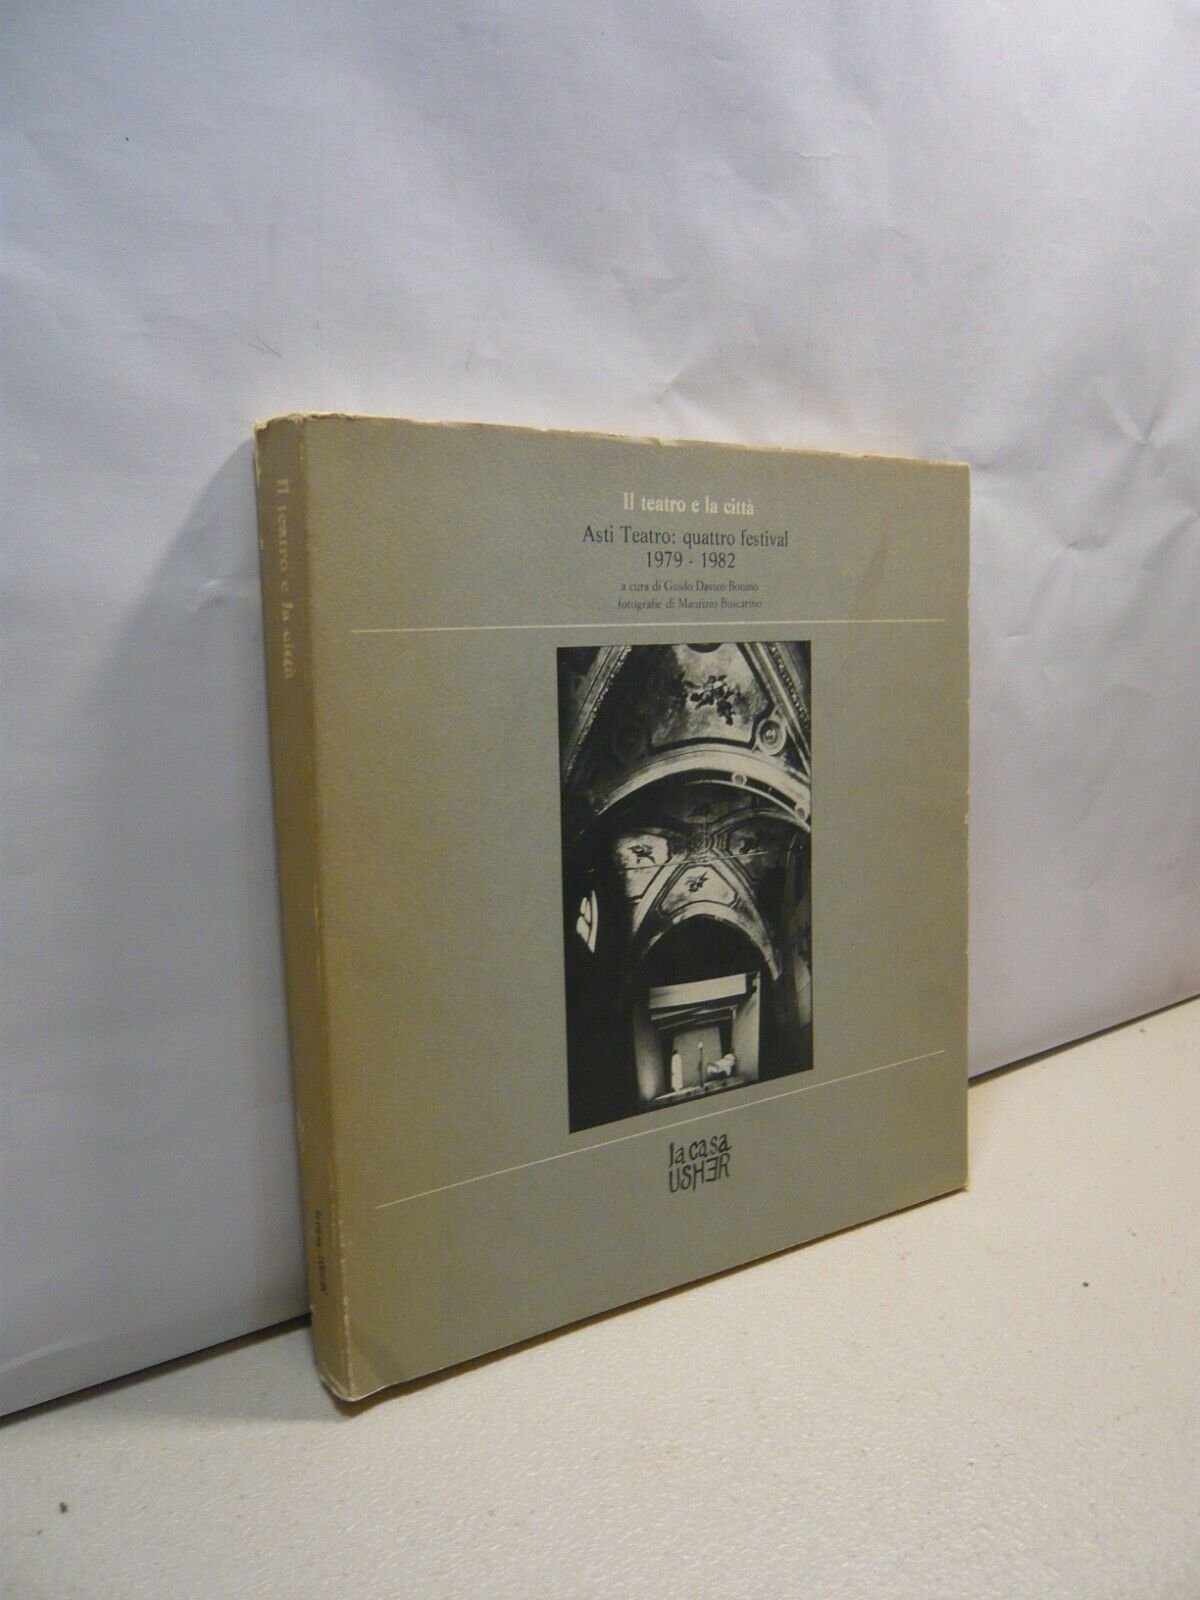 Il teatro e la città
Il teatro e la città
Asti Teatro: quattro festival
1979 - 1982
a cura di Guido Davico Bonino
fotografie di Maurizio Buscarino
la casa
USHER